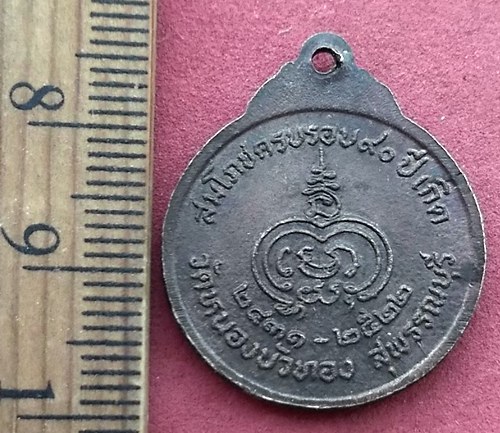 8
9
1
สมโภชครบรอบ๙๐ ปี เกิด
๒๔๓๑ - ๒๕๒๒
วัดหนองบัวทอง สุพรรณบุรี